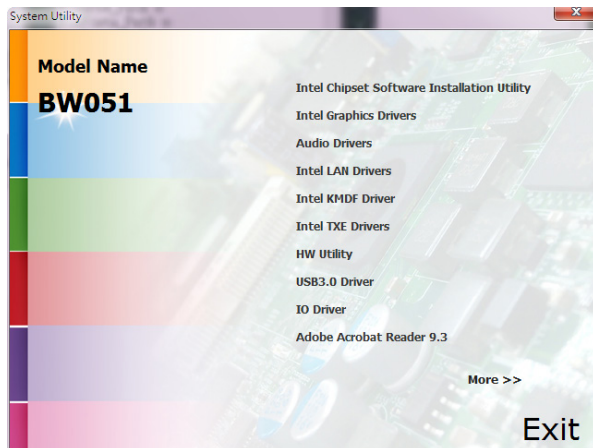 System Utility
Model Name
BW051
Intel Chipset Software Installation Utility
Intel Graphics Drivers
Audio Drivers
Intel LAN Drivers
Intel KMDF Driver
Intel TXE Drivers
HW Utility
USB3.0 Driver
IO Driver
Adobe Acrobat Reader 9.3
More >>
Exit